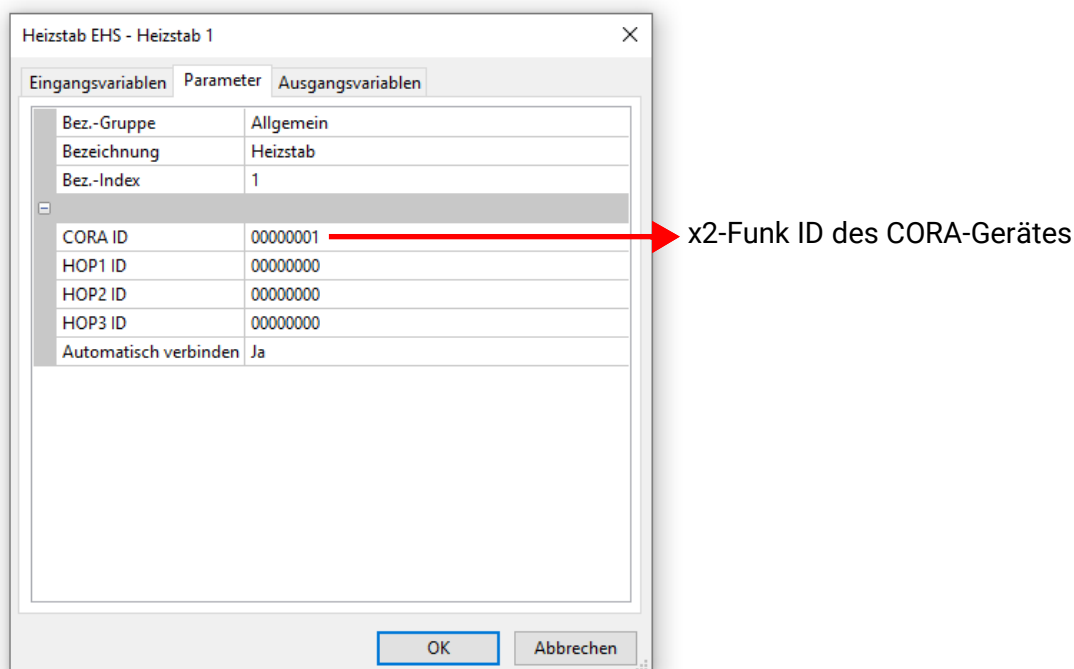 Heizstab EHS - Heizstab 1
Eingangsvariablen Parameter Ausgangsvariablen
Bez.-Gruppe Allgemein
Bezeichnung Heizstab
Bez.-Index 1
CORA ID 00000001 x2-Funk ID des CORA-Gerätes
HOP1 ID 00000000
HOP2 ID 00000000
HOP3 ID 00000000
Automatisch verbinden Ja
OK Abbrechen